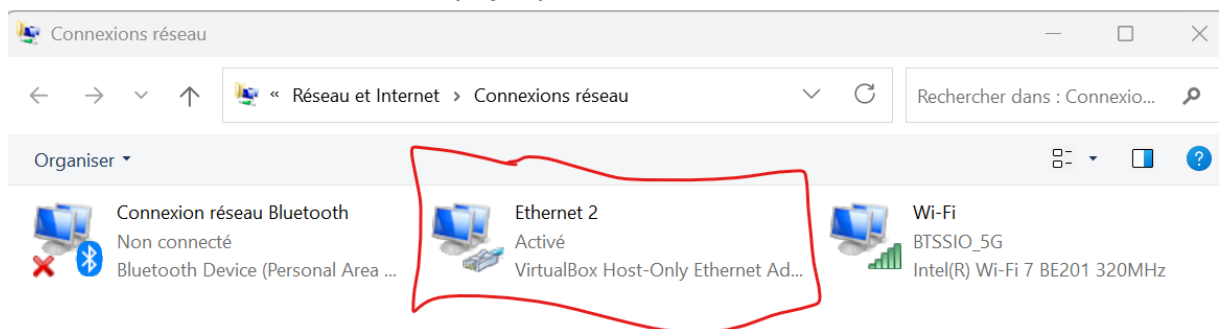 Connexions réseau
« Réseau et Internet > Connexions réseau
Rechercher dans : Connexio...
Organiser
Connexion réseau Bluetooth
Non connecté
Bluetooth Device (Personal Area ...
Ethernet 2
Activé
VirtualBox Host-Only Ethernet Ad...
Wi-Fi
BTSSIO_5G
Intel(R) Wi-Fi 7 BE201 320MHz